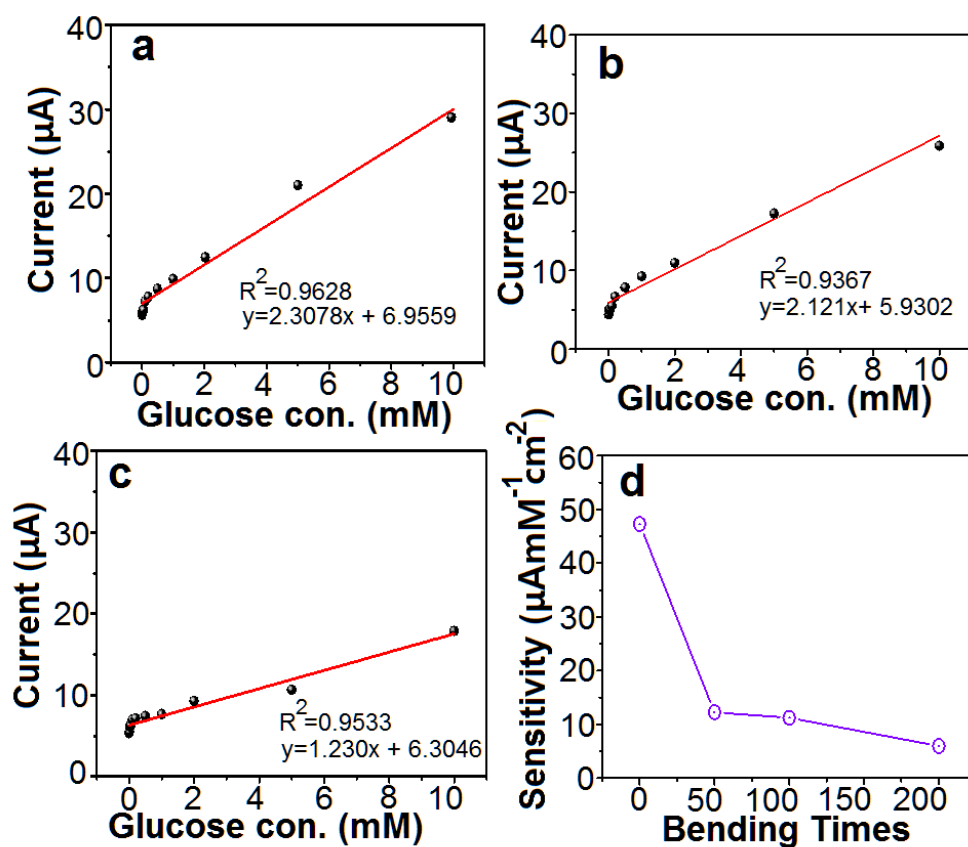 a
40
30
20
10
0
Current (µA)
R²=0.9628
y=2.3078x + 6.9559
0 2 4 6 8 10
Glucose con. (mM)
b
40
30
20
10
0
Current (µA)
R²=0.9367
y=2.121x+ 5.9302
0 2 4 6 8 10
Glucose con. (mM)
c
40
30
20
10
0
Current (µA)
R²=0.9533
y=1.230x + 6.3046
0 2 4 6 8 10
Glucose con. (mM)
d
60
50
40
30
20
10
0
Sensitivity (µAmM⁻¹cm⁻²)
0 50 100 150 200
Bending Times